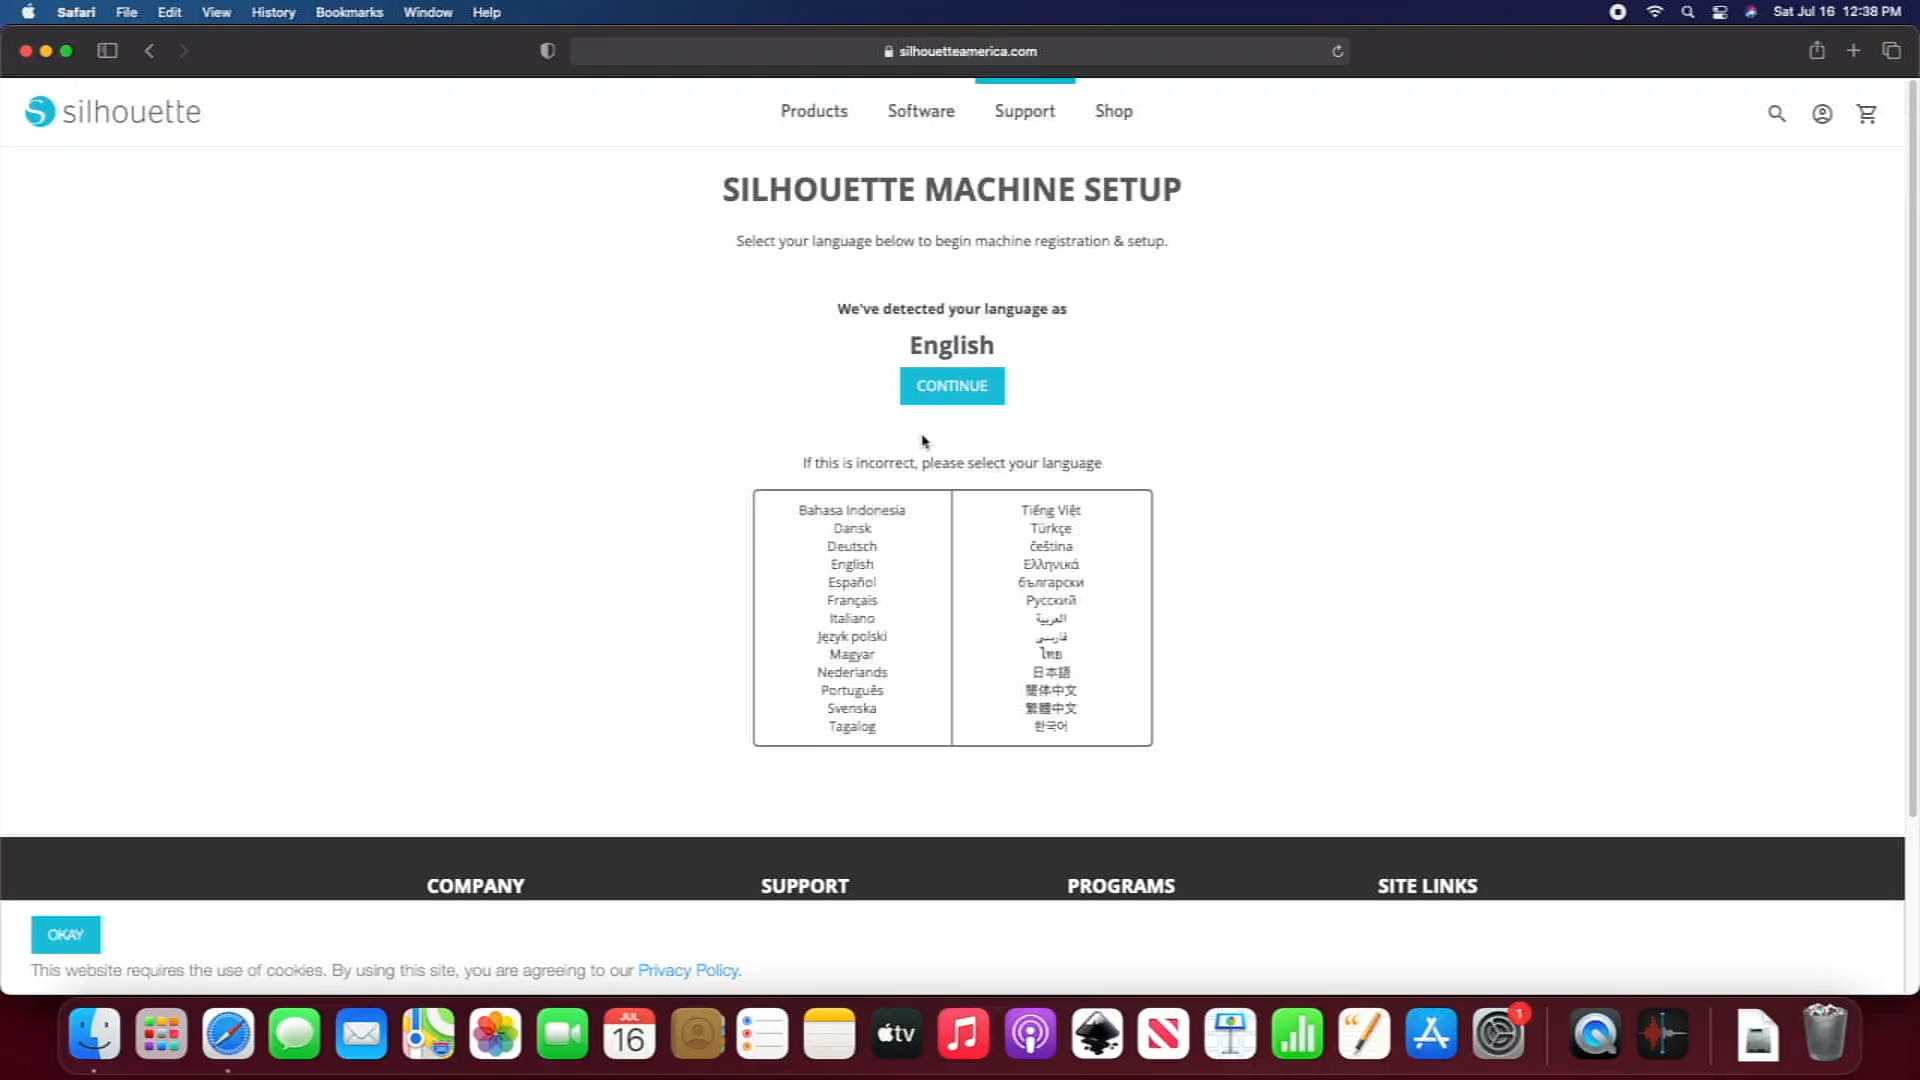 Safari File Edit View History Bookmarks Window Help
Sat Jul 16 12:38 PM
silhouetteamerica.com
silhouette
Products Software Support Shop
SILHOUETTE MACHINE SETUP
Select your language below to begin machine registration & setup.
We've detected your language as
English
CONTINUE
If this is incorrect, please select your language
Bahasa Indonesia
Dansk
Deutsch
English
Español
Français
Italiano
Język polski
Magyar
Nederlands
Português
Svenska
Tagalog
Tiếng Việt
Türkçe
čeština
Ελληνικά
български
Русский
العربية
فارسی
ไทย
日本語
簡体中文
繁體中文
한국어
COMPANY SUPPORT PROGRAMS SITE LINKS
OKAY
This website requires the use of cookies. By using this site, you are agreeing to our Privacy Policy.
JUL
16
tv
1